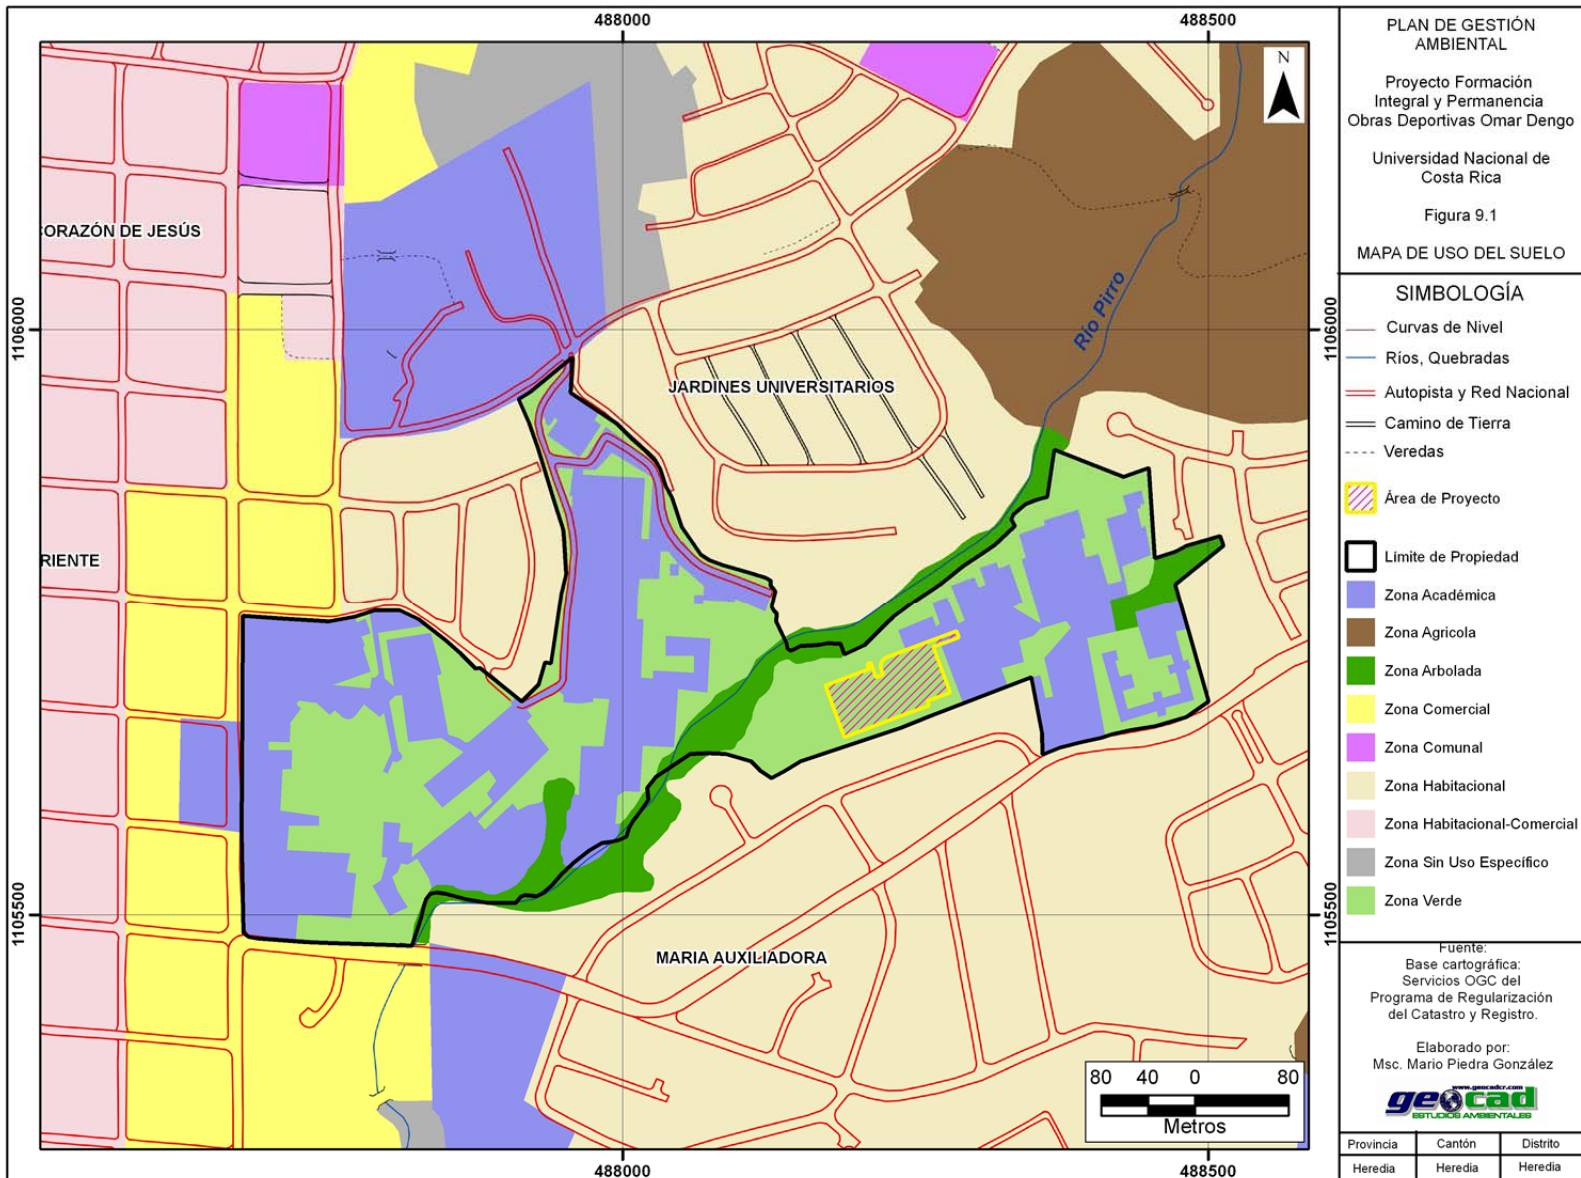 488000
488500
PLAN DE GESTIÓN
AMBIENTAL
Proyecto Formación
Integral y Permanencia
Obras Deportivas Omar Dengo
Universidad Nacional de
Costa Rica
Figura 9.1
MAPA DE USO DEL SUELO
N
CORAZÓN DE JESÚS
Río Pirro
1106000
1106000
JARDINES UNIVERSITARIOS
RIENTE
MARIA AUXILIADORA
1105500
1105500
80 40 0 80
Metros
488000
488500
SIMBOLOGÍA
Curvas de Nivel
Ríos, Quebradas
Autopista y Red Nacional
Camino de Tierra
Veredas
Área de Proyecto
Límite de Propiedad
Zona Académica
Zona Agricola
Zona Arbolada
Zona Comercial
Zona Comunal
Zona Habitacional
Zona Habitacional-Comercial
Zona Sin Uso Específico
Zona Verde
Fuente:
Base cartográfica:
Servicios OGC del
Programa de Regularización
del Catastro y Registro.
Elaborado por:
Msc. Mario Piedra González
www.geocadcr.com
geocad
ESTUDIOS AMBIENTALES
Provincia Cantón Distrito
Heredia Heredia Heredia